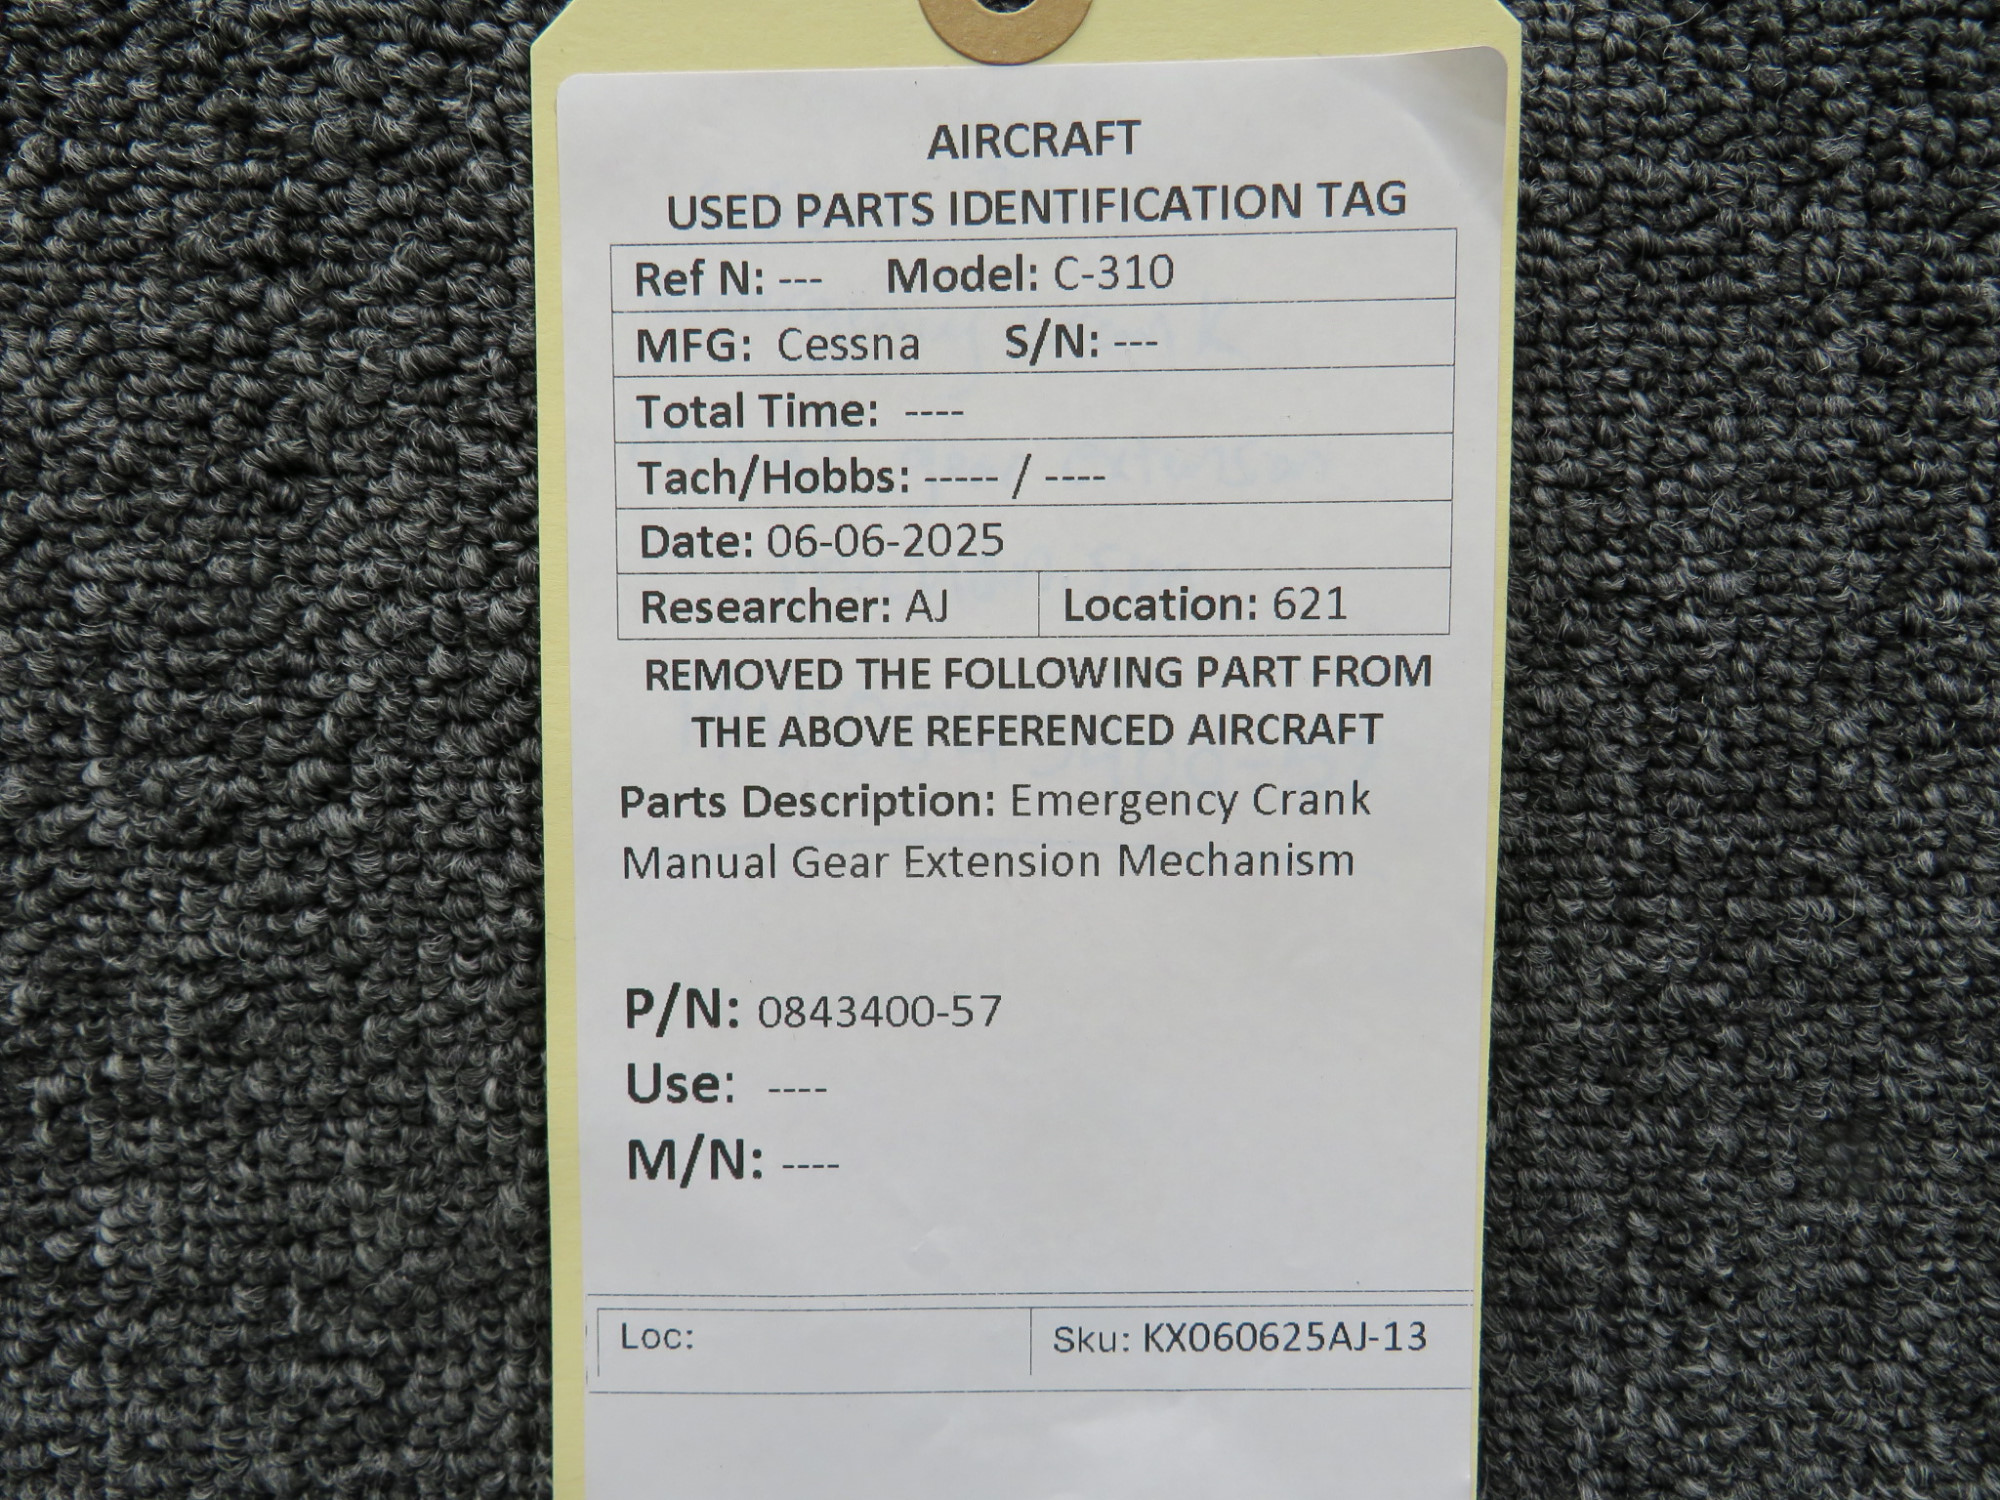 AIRCRAFT
USED PARTS IDENTIFICATION TAG
Ref N: --- Model: C-310
MFG: Cessna S/N: ---
Total Time: ----
Tach/Hobbs: ----- / ----
Date: 06-06-2025
Researcher: AJ Location: 621
REMOVED THE FOLLOWING PART FROM
THE ABOVE REFERENCED AIRCRAFT
Parts Description: Emergency Crank
Manual Gear Extension Mechanism
P/N: 0843400-57
Use: ----
M/N: ----
Loc: Sku: KX060625AJ-13